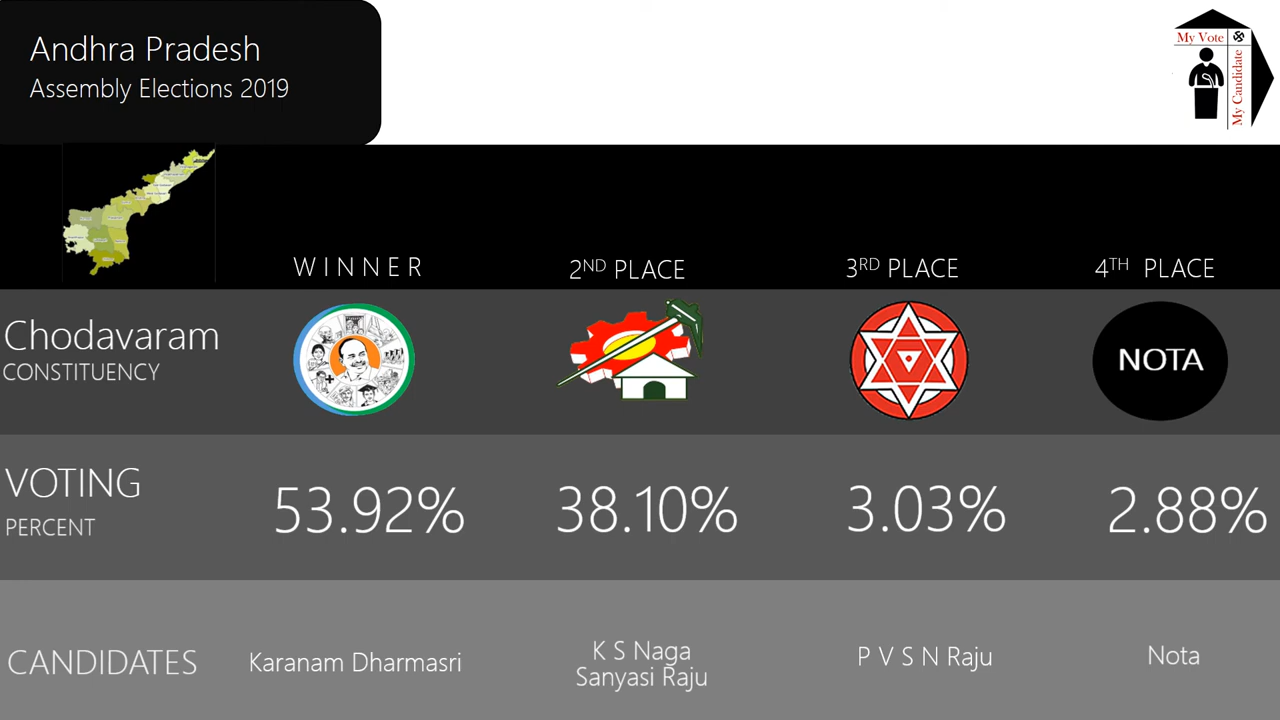 Andhra Pradesh
Assembly Elections 2019
My Vote
My Candidate
WINNER
2ND PLACE
3RD PLACE
4TH PLACE
Chodavaram
CONSTITUENCY
NOTA
VOTING
PERCENT
53.92%
38.10%
3.03%
2.88%
CANDIDATES
Karanam Dharmasri
K S Naga
Sanyasi Raju
P V S N Raju
Nota